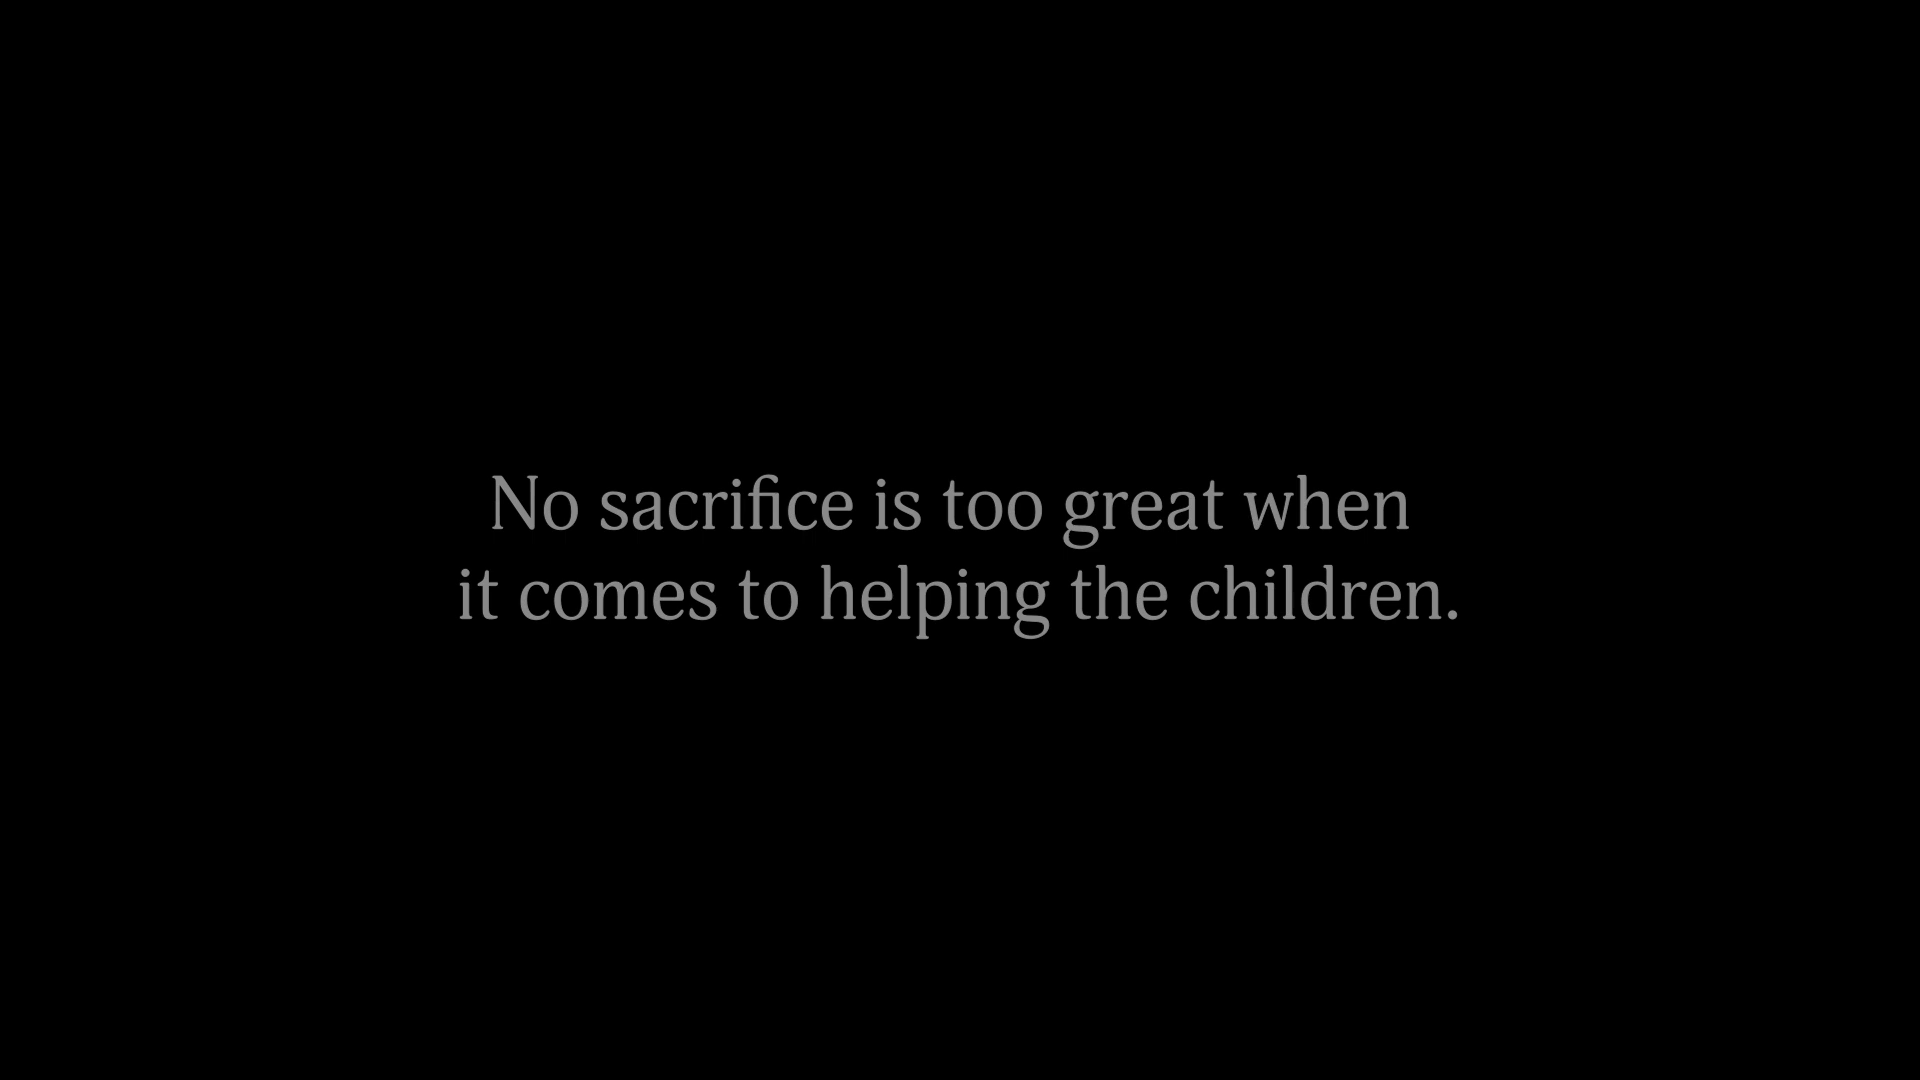 No sacrifice is too great when
it comes to helping the children.